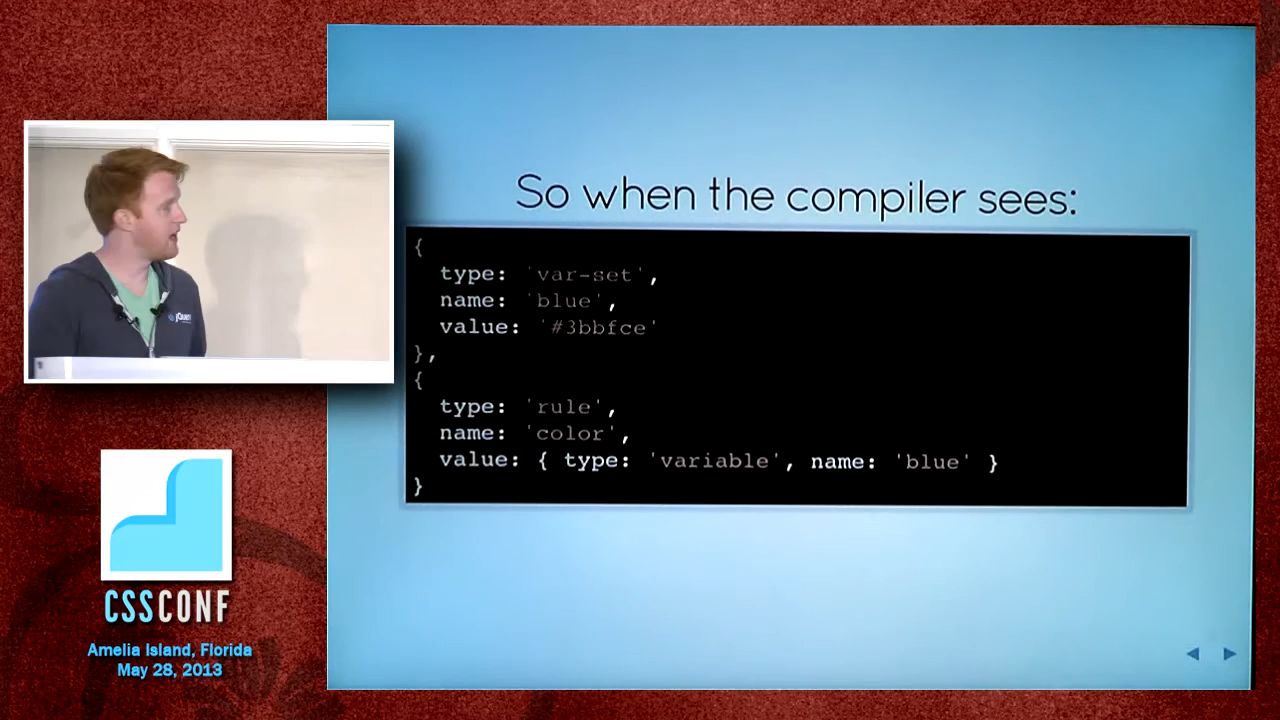 So when the compiler sees:
{
type: 'var-set',
name: 'blue',
value: '#3bbfce'
},
{
type: 'rule',
name: 'color',
value: { type: 'variable', name: 'blue' }
}
CSSCONF
Amelia Island, Florida
May 28, 2013